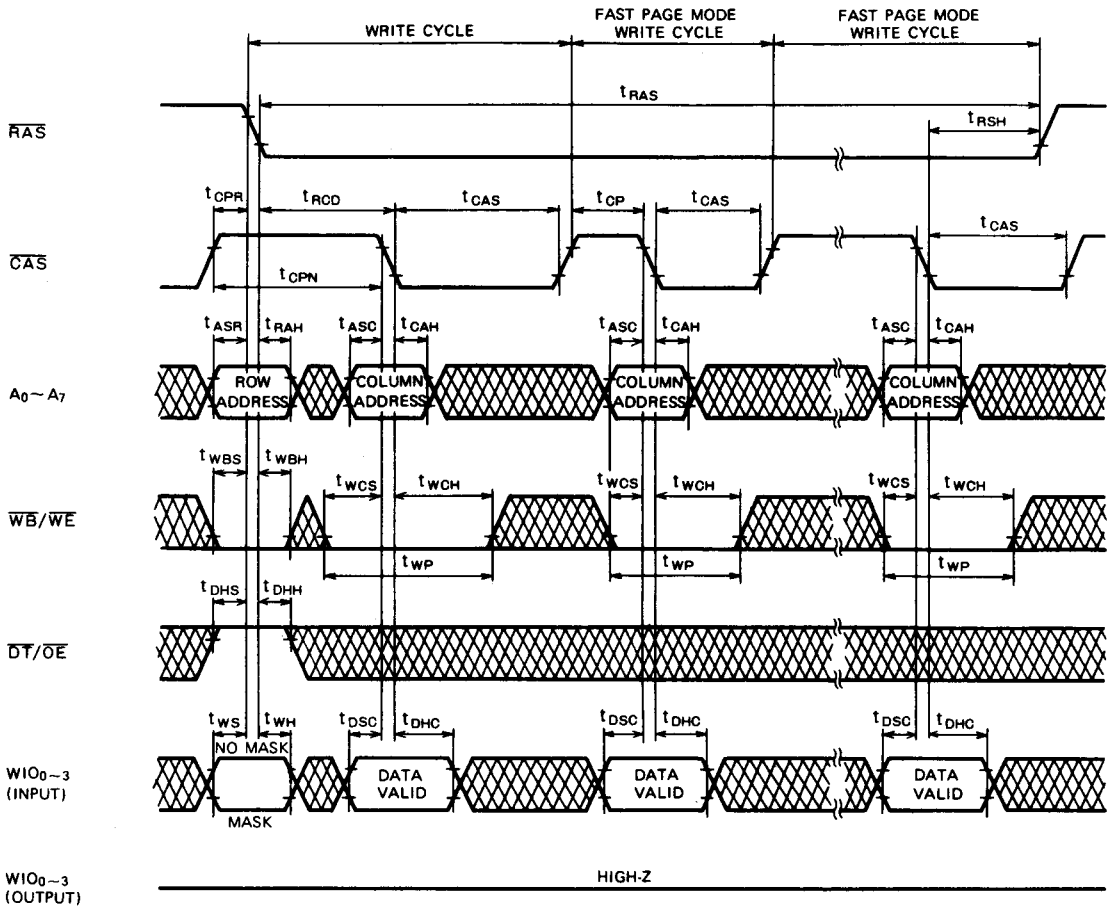 FAST PAGE MODE FAST PAGE MODE
WRITE CYCLE WRITE CYCLE WRITE CYCLE
tRAS
RAS
tRSH
tCPR tRCD tCAS tCP tCAS
tCAS
CAS
tCPN
tASR tRAH tASC tCAH tASC tCAH tASC tCAH
ROW COLUMN COLUMN COLUMN
A0~A7
ADDRESS ADDRESS ADDRESS ADDRESS
tWBS tWBH
tWCS tWCH tWCS tWCH tWCS tWCH
WB/WE
tWP tWP tWP
tDHS tDHH
DT/OE
tWS tWH tDSC tDHC tDSC tDHC tDSC tDHC
NO MASK
WIO0~3 DATA DATA DATA
(INPUT) VALID VALID VALID
MASK
WIO0~3 HIGH-Z
(OUTPUT)